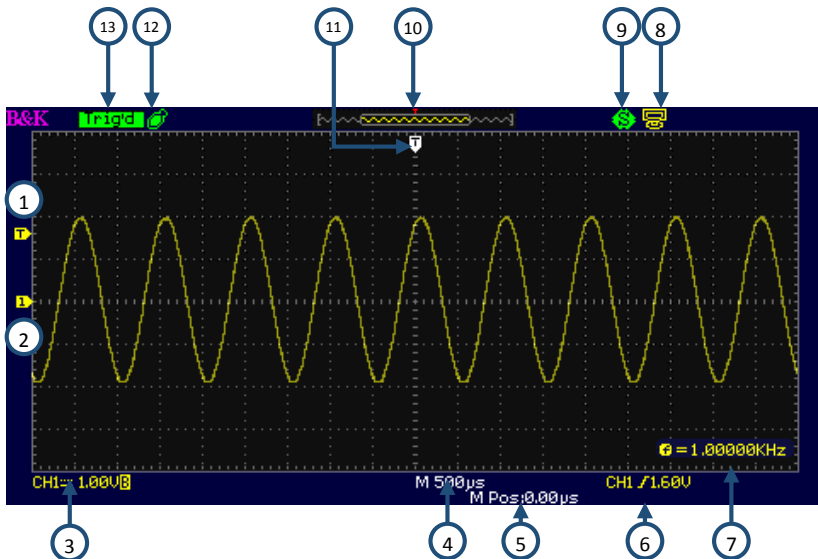 13 12 11 10 9 8
B&K Trig'd T S
T
1
T
1
2
f=1.00000KHz
CH1 1.00VB M 500µs CH1 1.60V
M Pos:0.00µs
3 4 5 6 7